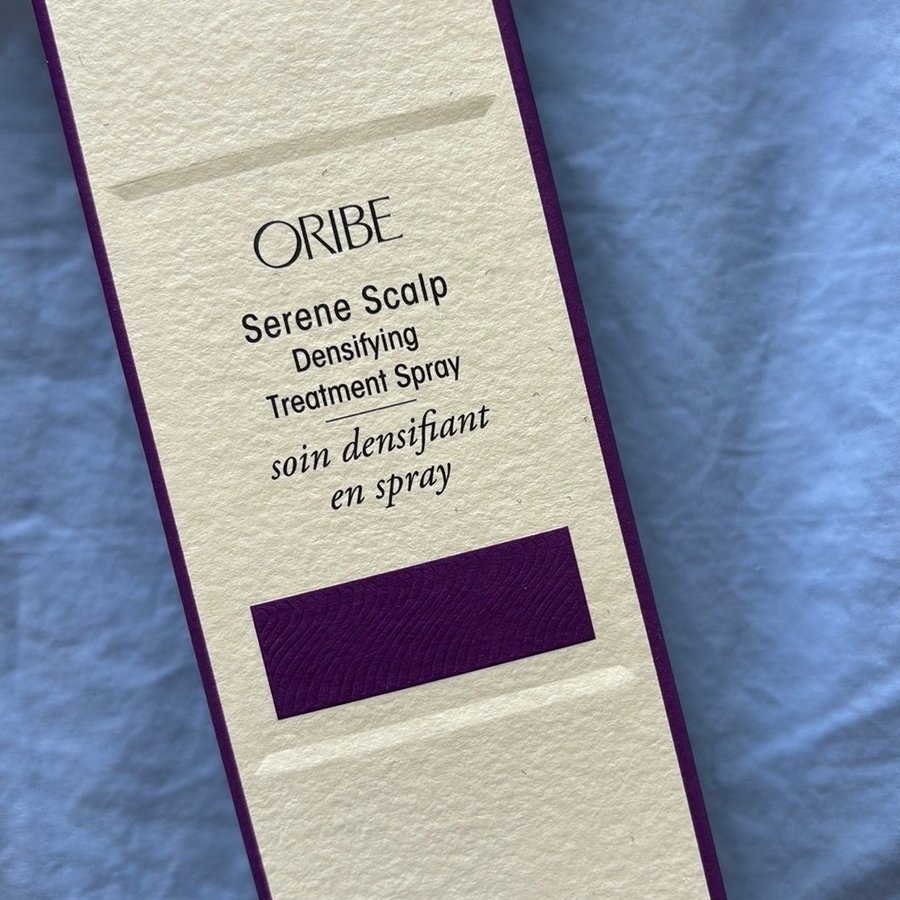 ORIBE
Serene Scalp
Densifying
Treatment Spray
soin densifiant
en spray